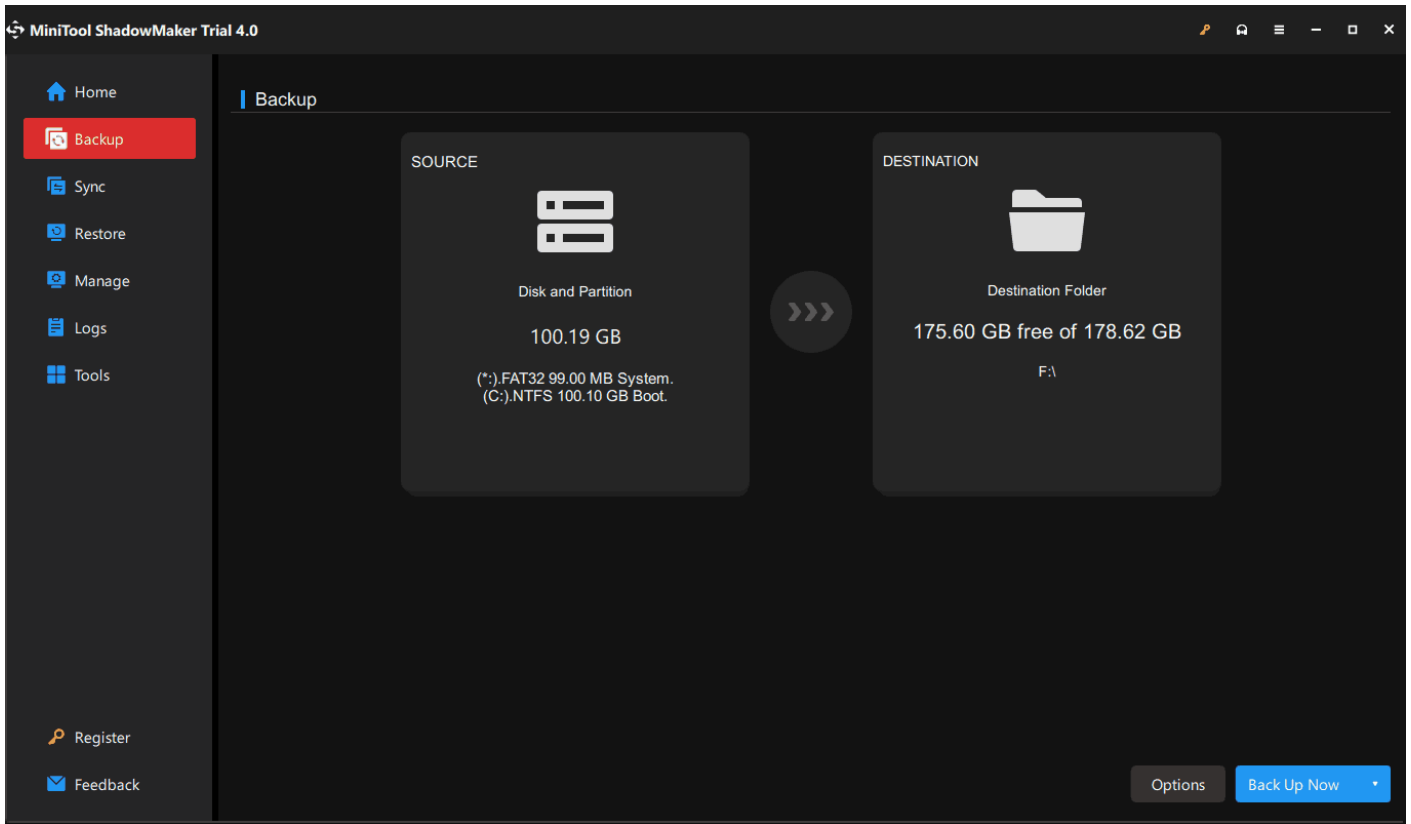 MiniTool ShadowMaker Trial 4.0
Home
Backup
Sync
Restore
Manage
Logs
Tools
Register
Feedback
Backup
SOURCE
Disk and Partition
100.19 GB
(*:).FAT32 99.00 MB System.
(C:).NTFS 100.10 GB Boot.
DESTINATION
Destination Folder
175.60 GB free of 178.62 GB
F:\
Options
Back Up Now